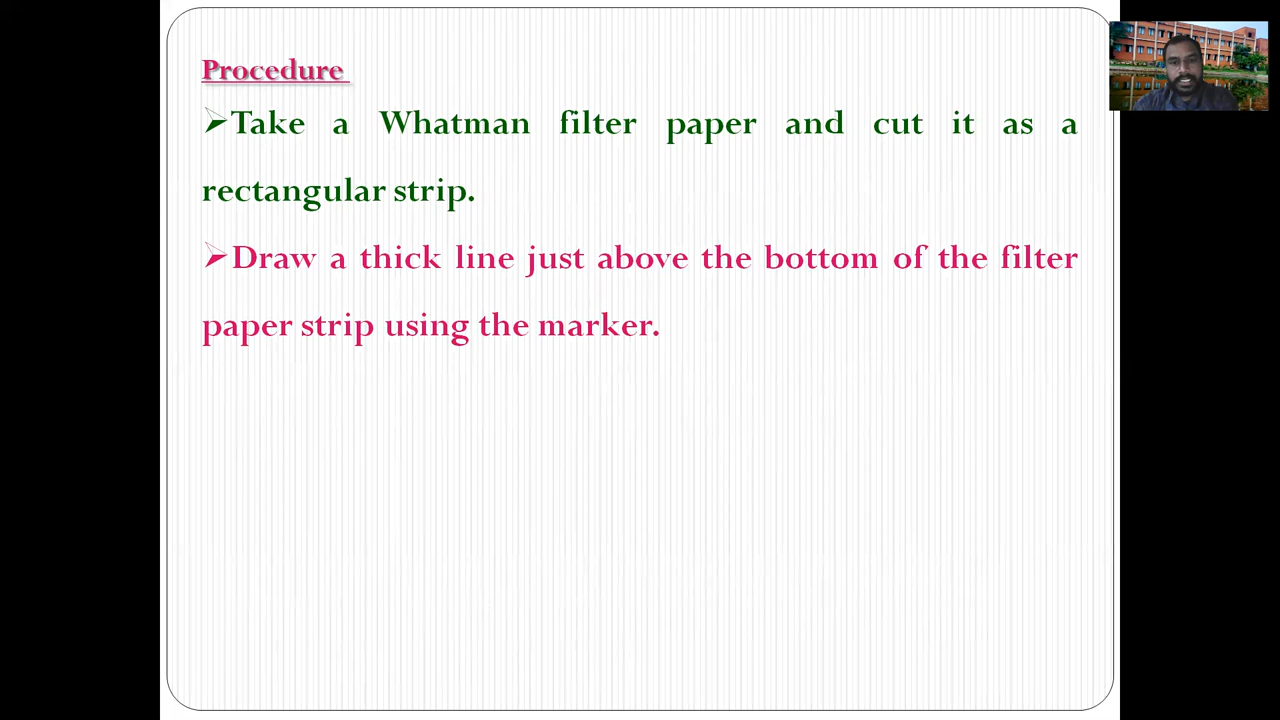 Procedure
➢Take a Whatman filter paper and cut it as a
rectangular strip.
➢Draw a thick line just above the bottom of the filter
paper strip using the marker.